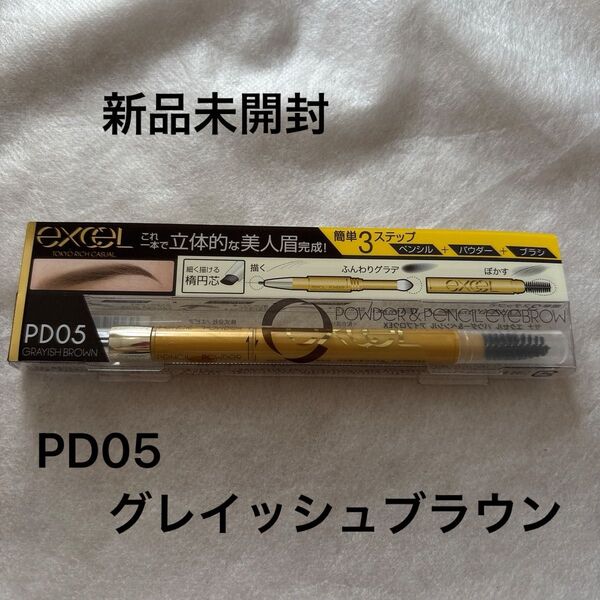 新品未開封
excel
TOKYO RICH CASUAL
これ一本で立体的な美人眉完成!
簡単3ステップ
ペンシル + パウダー + ブラシ
細く描ける
楕円芯
描く
ふんわりグラデ
ぼかす
excel
POWDER & PENCIL EYEBROW
PD05
GRAYISH BROWN
excel
PD05
グレイッシュブラウン